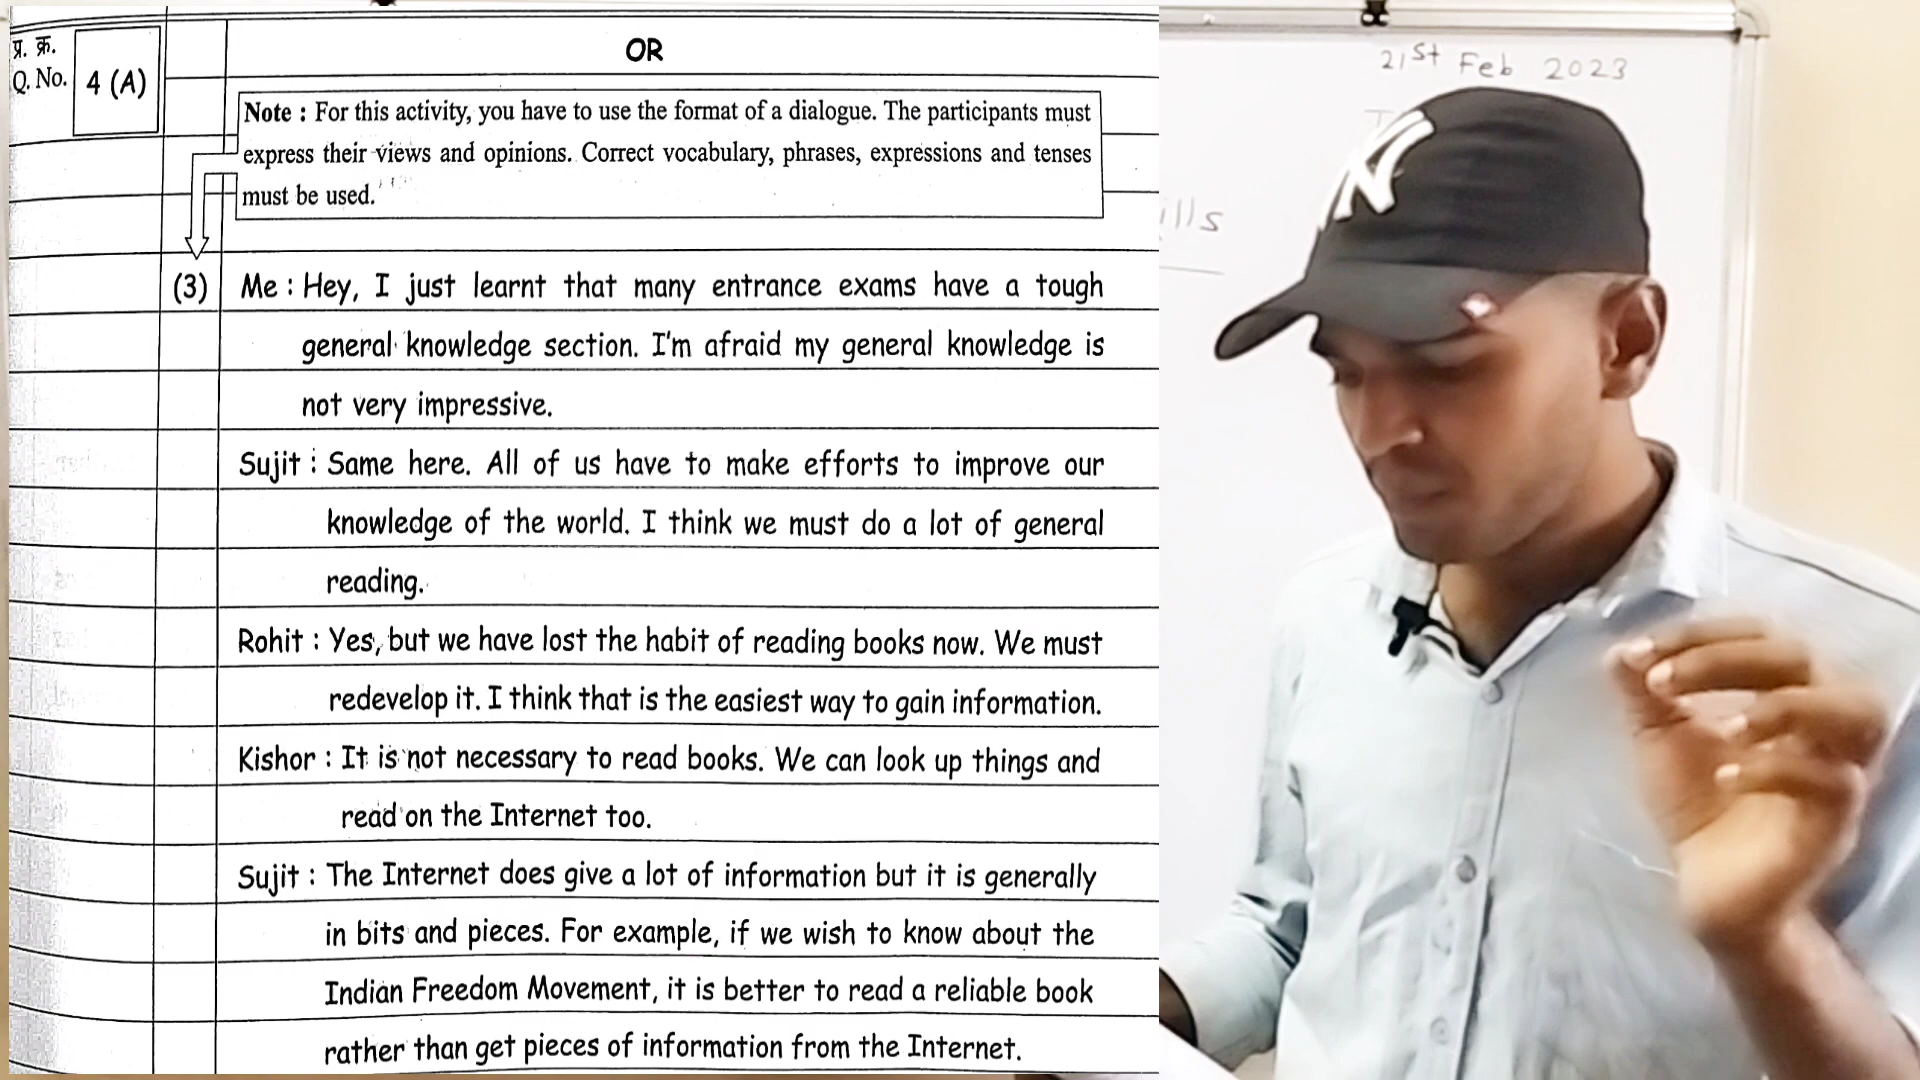 प्र. क्र.
Q. No.
4 (A)
OR
Note : For this activity, you have to use the format of a dialogue. The participants must
express their views and opinions. Correct vocabulary, phrases, expressions and tenses
must be used.
(3)
Me : Hey, I just learnt that many entrance exams have a tough
general knowledge section. I'm afraid my general knowledge is
not very impressive.
Sujit : Same here. All of us have to make efforts to improve our
knowledge of the world. I think we must do a lot of general
reading.
Rohit : Yes, but we have lost the habit of reading books now. We must
redevelop it. I think that is the easiest way to gain information.
Kishor : It is not necessary to read books. We can look up things and
read on the Internet too.
Sujit : The Internet does give a lot of information but it is generally
in bits and pieces. For example, if we wish to know about the
Indian Freedom Movement, it is better to read a reliable book
rather than get pieces of information from the Internet.
21st Feb 2023
ills